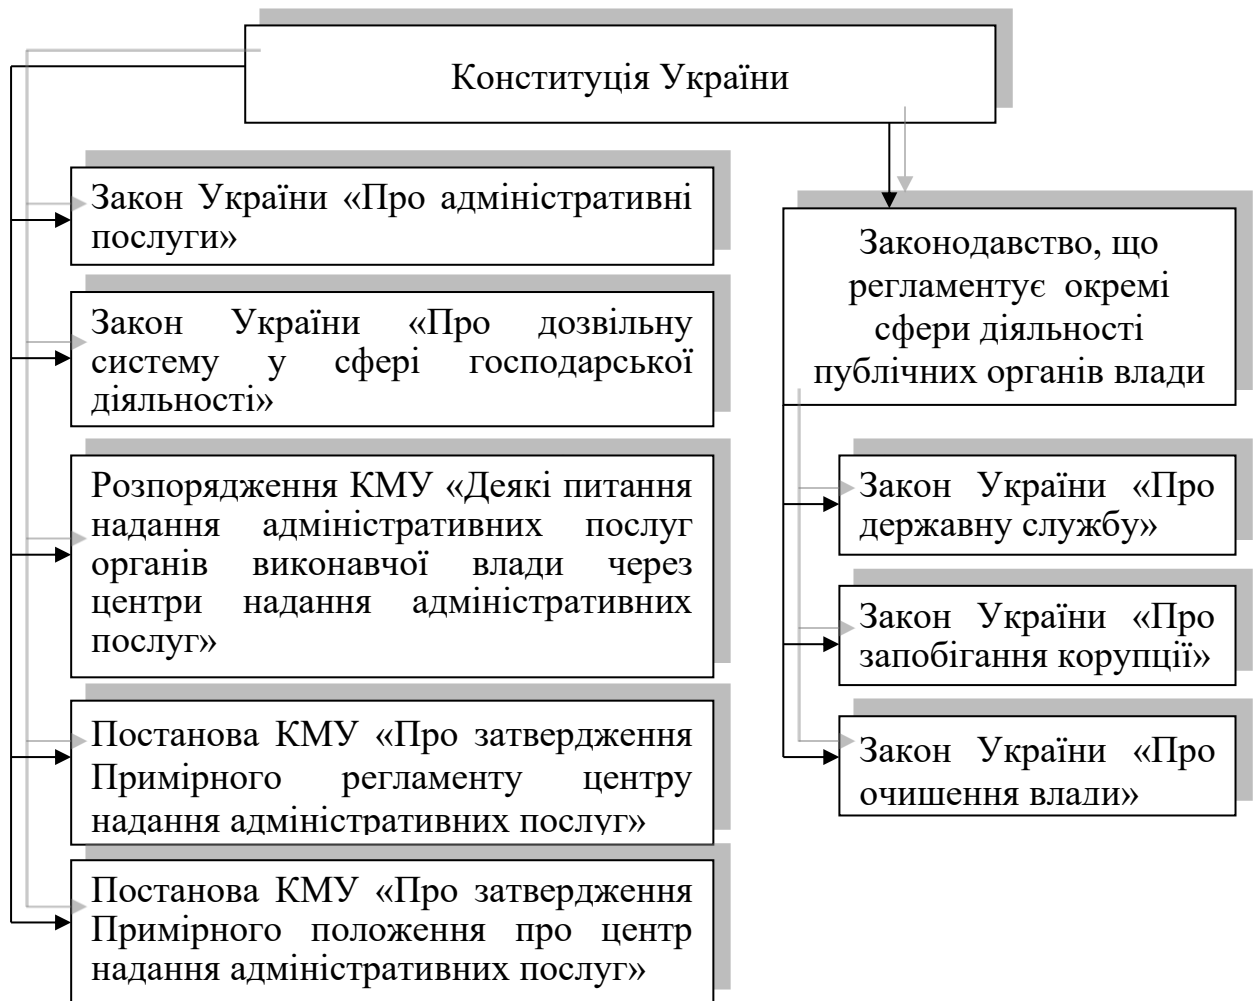 Конституція України
Закон України «Про адміністративні
послуги»
Закон України «Про дозвільну
систему у сфері господарської
діяльності»
Розпорядження КМУ «Деякі питання
надання адміністративних послуг
органів виконавчої влади через
центри надання адміністративних
послуг»
Постанова КМУ «Про затвердження
Примірного регламенту центру
надання адміністративних послуг»
Постанова КМУ «Про затвердження
Примірного положення про центр
надання адміністративних послуг»
Законодавство, що
регламентує окремі
сфери діяльності
публічних органів влади
Закон України «Про
державну службу»
Закон України «Про
запобігання корупції»
Закон України «Про
очищення влади»